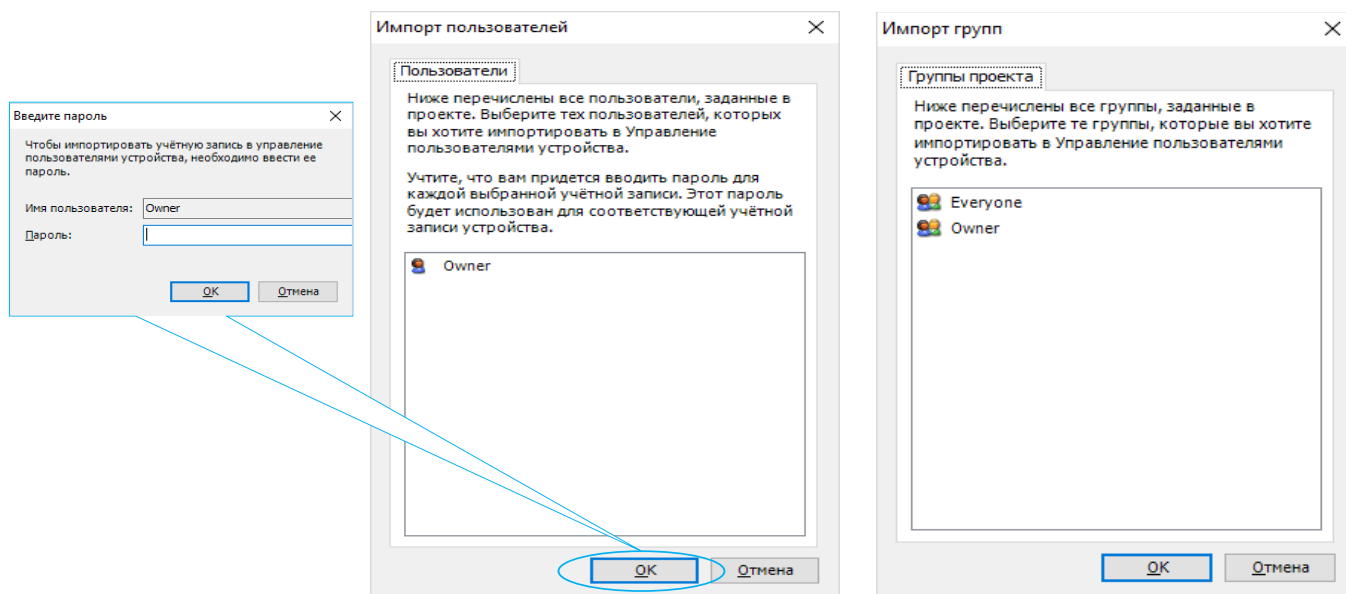 Введите пароль
Чтобы импортировать учётную запись в управление
пользователями устройства, необходимо ввести ее
пароль.
Имя пользователя: Owner
Пароль:
OK Отмена
Импорт пользователей
Пользователи
Ниже перечислены все пользователи, заданные в
проекте. Выберите тех пользователей, которых
вы хотите импортировать в Управление
пользователями устройства.
Учтите, что вам придется вводить пароль для
каждой выбранной учётной записи. Этот пароль
будет использован для соответствующей учётной
записи устройства.
Owner
OK Отмена
Импорт групп
Группы проекта
Ниже перечислены все группы, заданные в
проекте. Выберите те группы, которые вы хотите
импортировать в Управление пользователями
устройства.
Everyone
Owner
OK Отмена